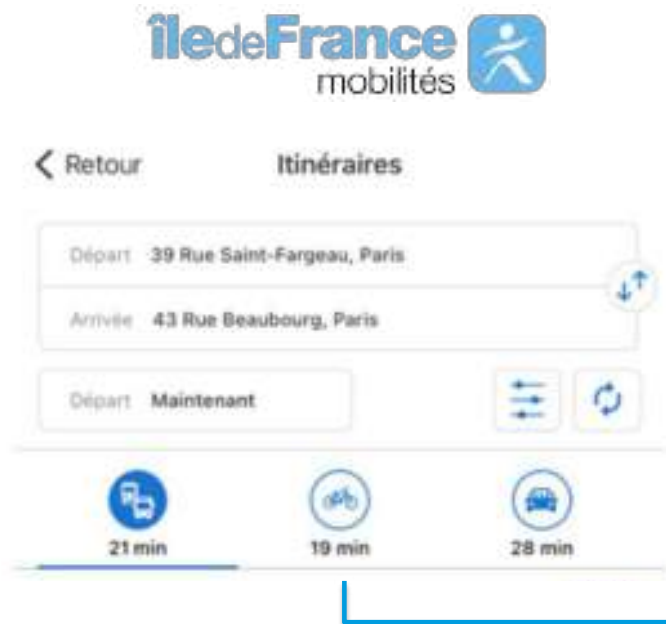 îledeFrance
mobilités
Retour
Itinéraires
Départ 39 Rue Saint-Fargeau, Paris
Arrivée 43 Rue Beaubourg, Paris
Départ Maintenant
21 min
19 min
28 min